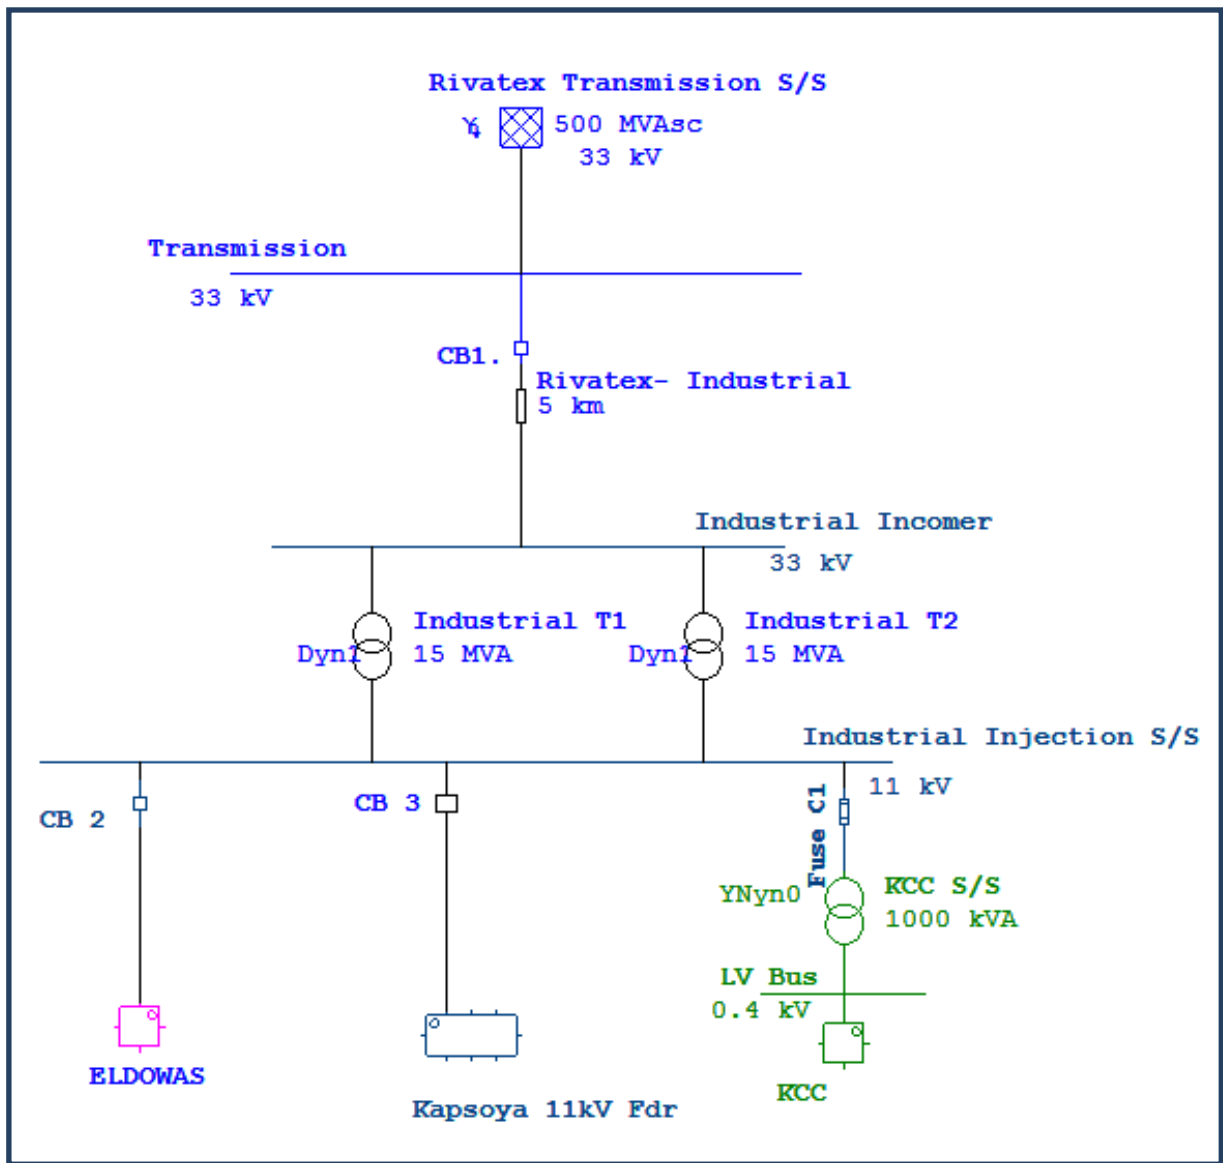 Rivatex Transmission S/S
500 MVAsc
33 kV
Transmission
33 kV
CB1.
Rivatex- Industrial
5 km
Industrial Incomer
33 kV
Industrial T1
Dyn1 15 MVA
Industrial T2
Dyn1 15 MVA
Industrial Injection S/S
11 kV
CB 2
CB 3
Fuse C1
YNyn0
KCC S/S
1000 kVA
LV Bus
0.4 kV
ELDOWAS
Kapsoya 11kV Fdr
KCC